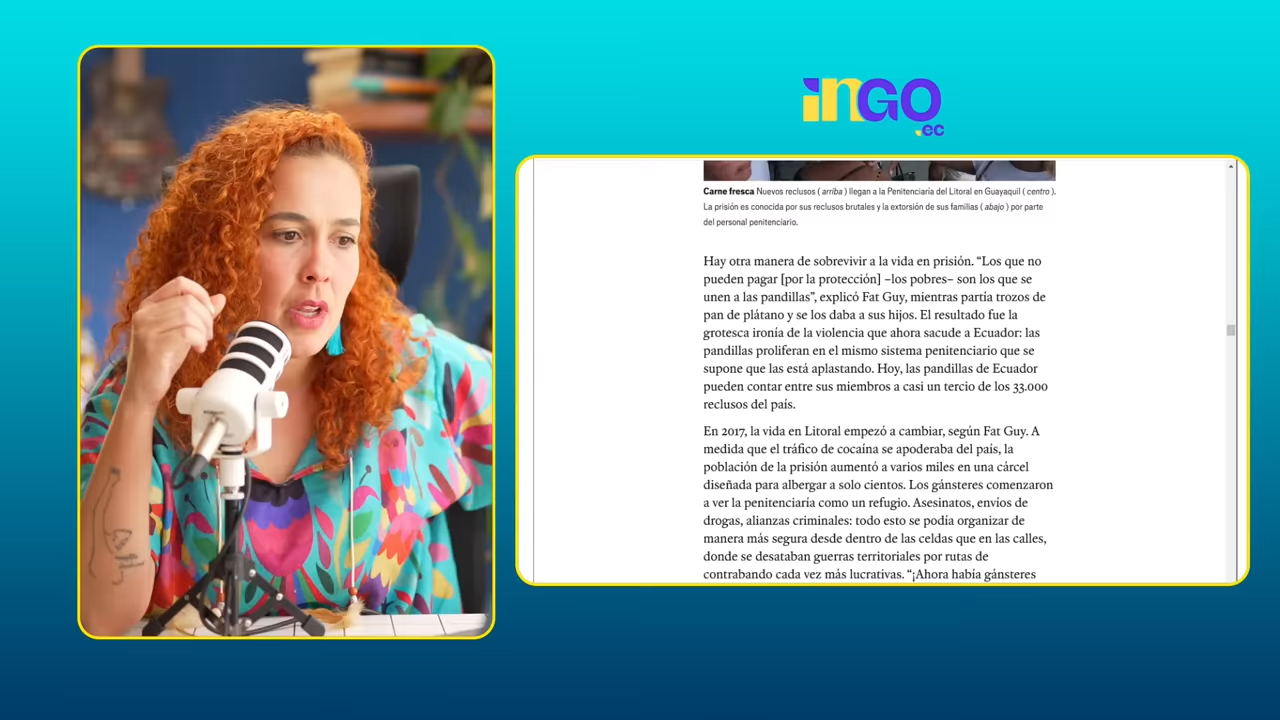 inGO
.ec
Carne fresca Nuevos reclusos ( arriba ) llegan a la Penitenciaría del Litoral en Guayaquil ( centro ).
La prisión es conocida por sus reclusos brutales y la extorsión de sus familias ( abajo ) por parte
del personal penitenciario.
Hay otra manera de sobrevivir a la vida en prisión. “Los que no
pueden pagar [por la protección] –los pobres– son los que se
unen a las pandillas”, explicó Fat Guy, mientras partía trozos de
pan de plátano y se los daba a sus hijos. El resultado fue la
grotesca ironía de la violencia que ahora sacude a Ecuador: las
pandillas proliferan en el mismo sistema penitenciario que se
supone que las está aplastando. Hoy, las pandillas de Ecuador
pueden contar entre sus miembros a casi un tercio de los 33.000
reclusos del país.
En 2017, la vida en Litoral empezó a cambiar, según Fat Guy. A
medida que el tráfico de cocaína se apoderaba del país, la
población de la prisión aumentó a varios miles en una cárcel
diseñada para albergar a solo cientos. Los gánsteres comenzaron
a ver la penitenciaría como un refugio. Asesinatos, envíos de
drogas, alianzas criminales: todo esto se podía organizar de
manera más segura desde dentro de las celdas que en las calles,
donde se desataban guerras territoriales por rutas de
contrabando cada vez más lucrativas. “¡Ahora había gánsteres